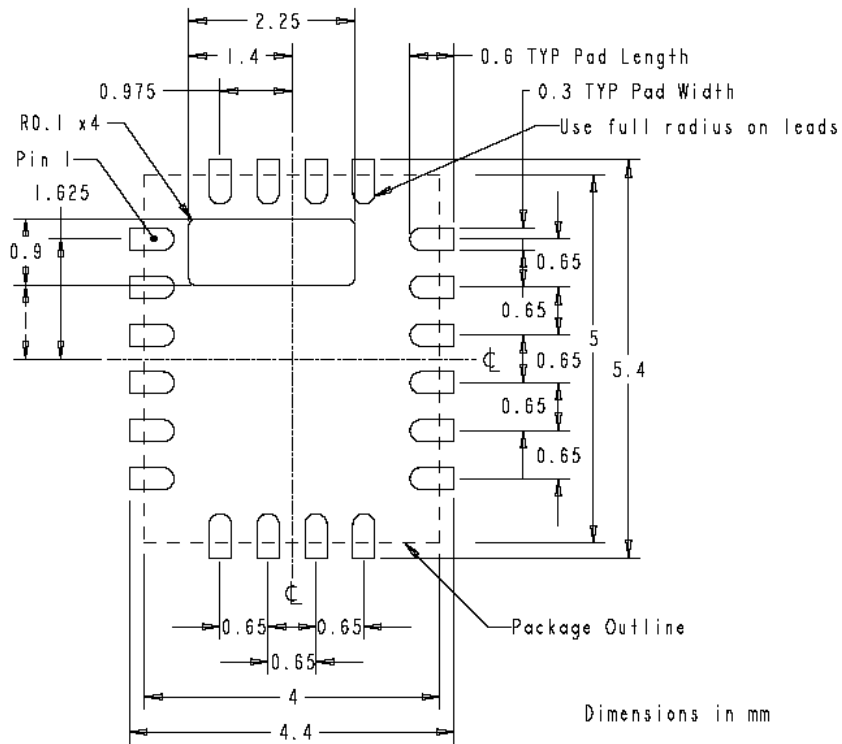 2.25
1.4
0.6 TYP Pad Length
0.975
0.3 TYP Pad Width
R0.1 x4
Use full radius on leads
Pin 1
1.625
0.9
0.65
0.65
0.65
5
5.4
0.65
0.65
℄
℄
0.65
0.65
0.65
Package Outline
4
4.4
Dimensions in mm